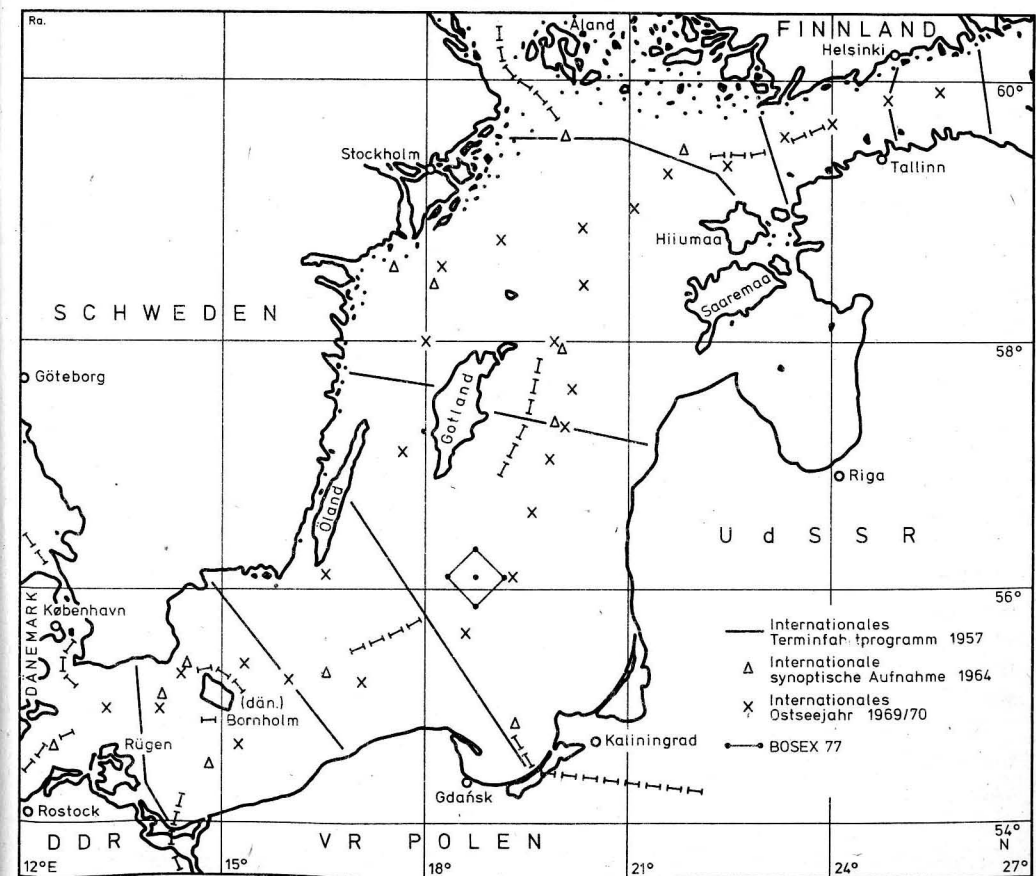 Ra.
Åland
FINNLAND
Helsinki
60°
Stockholm
Tallinn
Hiiumaa
Saaremaa
SCHWEDEN
58°
Göteborg
Gotland
Riga
Öland
UdSSR
56°
DÄNEMARK
København
Internationales
Terminfahrtprogramm 1957
Internationale
synoptische Aufnahme 1964
Internationales
Ostseejahr 1969/70
BOSEX 77
(dän.)
Bornholm
Rügen
Kaliningrad
Gdańsk
Rostock
54°
N
DDR
VR POLEN
12°E
15°
18°
21°
24°
27°